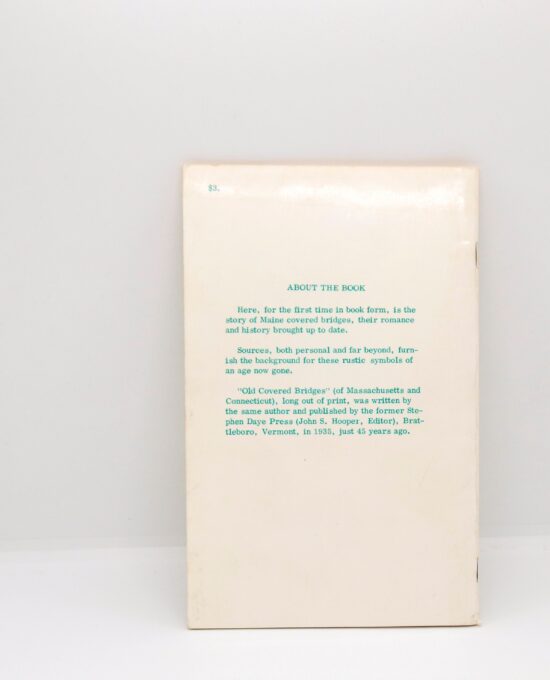 $3.
ABOUT THE BOOK
Here, for the first time in book form, is the
story of Maine covered bridges, their romance
and history brought up to date.
Sources, both personal and far beyond, furn-
ish the background for these rustic symbols of
an age now gone.
"Old Covered Bridges" (of Massachusetts and
Connecticut), long out of print, was written by
the same author and published by the former Ste-
phen Daye Press (John S. Hooper, Editor), Brat-
tleboro, Vermont, in 1935, just 45 years ago.